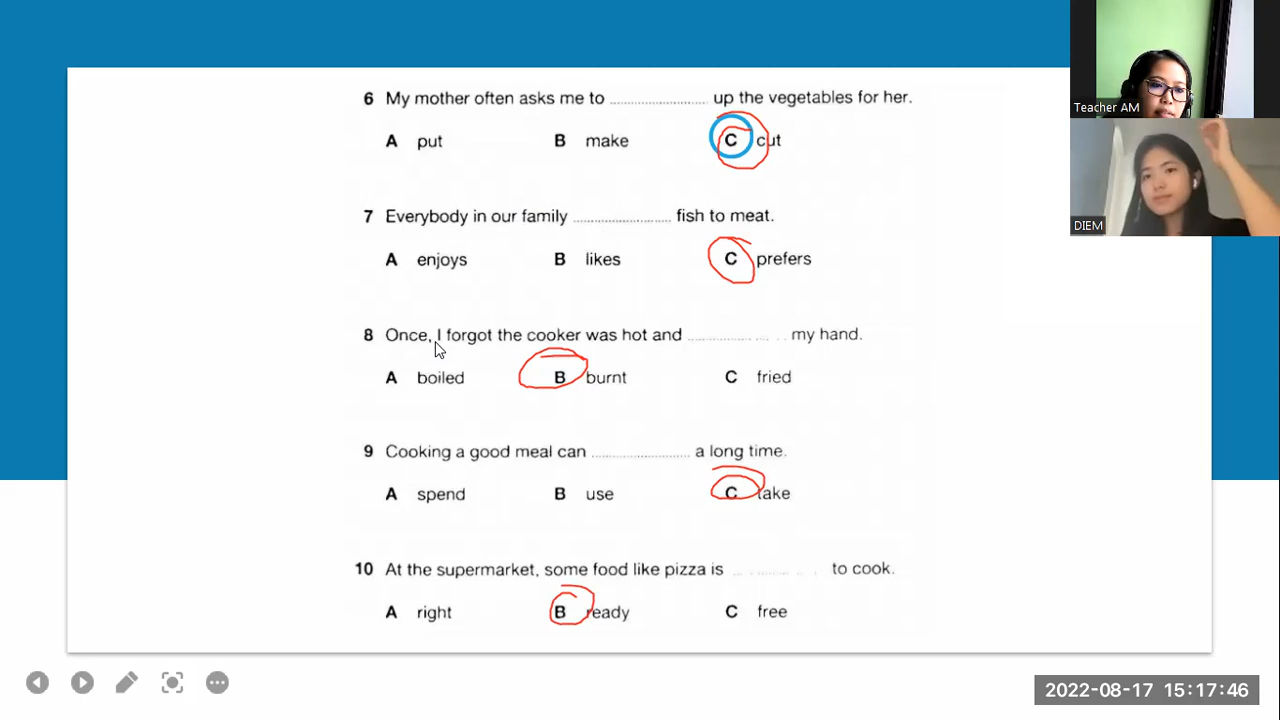 6 My mother often asks me to ........................ up the vegetables for her.
A put B make C cut
7 Everybody in our family ........................ fish to meat.
A enjoys B likes C prefers
8 Once, I forgot the cooker was hot and ........................ my hand.
A boiled B burnt C fried
9 Cooking a good meal can ........................ a long time.
A spend B use C take
10 At the supermarket, some food like pizza is ........................ to cook.
A right B ready C free
Teacher AM
DIEM
2022-08-17 15:17:46